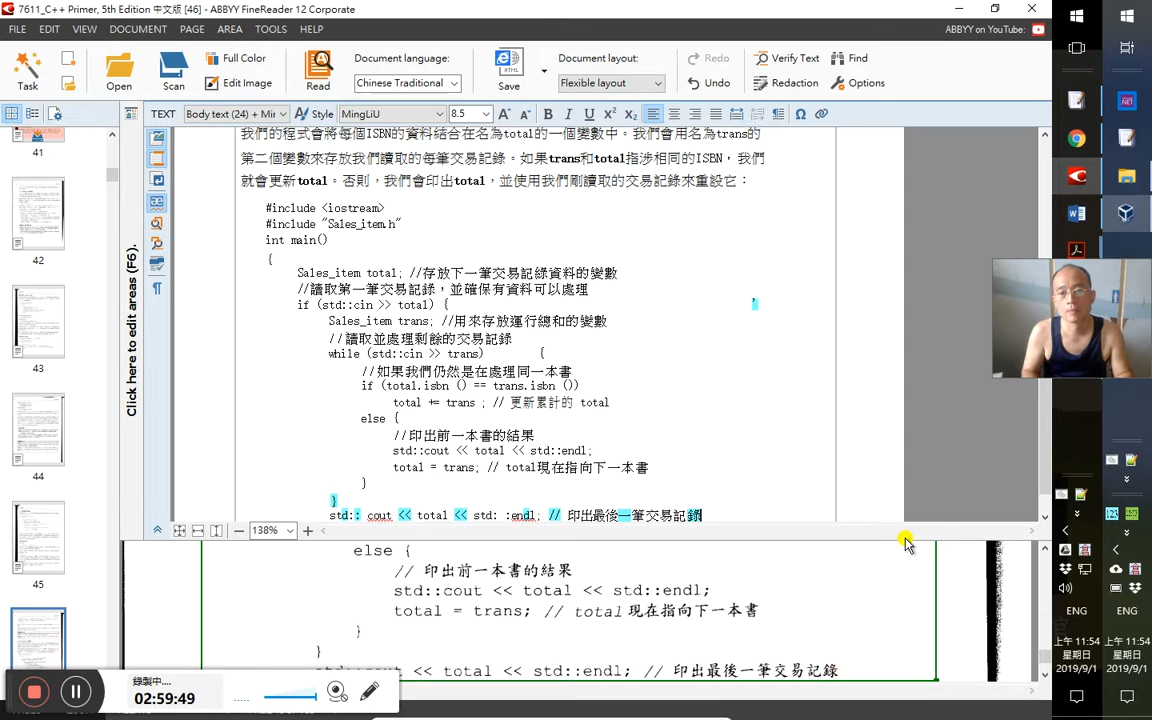 7611_C++ Primer, 5th Edition 中文版 [46] - ABBYY FineReader 12 Corporate
FILE EDIT VIEW DOCUMENT PAGE AREA TOOLS HELP
ABBYY on YouTube:
Task
Open
Scan
Full Color
Edit Image
Read
Document language:
Chinese Traditional
Save
Document layout:
Flexible layout
Redo
Undo
Verify Text
Redaction
Find
Options
TEXT
Body text (24) + Mir
Style
MingLiU
8.5
41
42
43
44
45
Click here to edit areas (F6).
我們的程式會將每個ISBN的資料結合在名為total的一個變數中。我們會用名為trans的
第二個變數來存放我們讀取的每筆交易記錄。如果trans和total指涉相同的ISBN，我們
就會更新total。否則，我們會印出total，並使用我們剛讀取的交易記錄來重設它：
#include <iostream>
#include "Sales_item.h"
int main()
{
Sales_item total; //存放下一筆交易記錄資料的變數
//讀取第一筆交易記錄，並確保有資料可以處理
if (std::cin >> total) {
Sales_item trans; //用來存放運行總和的變數
//讀取並處理剩餘的交易記錄
while (std::cin >> trans) {
//如果我們仍然是在處理同一本書
if (total.isbn () == trans.isbn ())
total += trans ; // 更新累計的 total
else {
//印出前一本書的結果
std::cout << total << std::endl;
total = trans; // total現在指向下一本書
}
}
std:: cout << total << std: :endl; // 印出最後一筆交易記錄
138%
else {
// 印出前一本書的結果
std::cout << total << std::endl;
total = trans; // total 現在指向下一本書
}
}
<< total << std::endl; // 印出最後一筆交易記錄
錄製中....
02:59:49
ENG
上午 11:54
星期日
2019/9/1
ENG
上午 11:54
星期日
2019/9/1